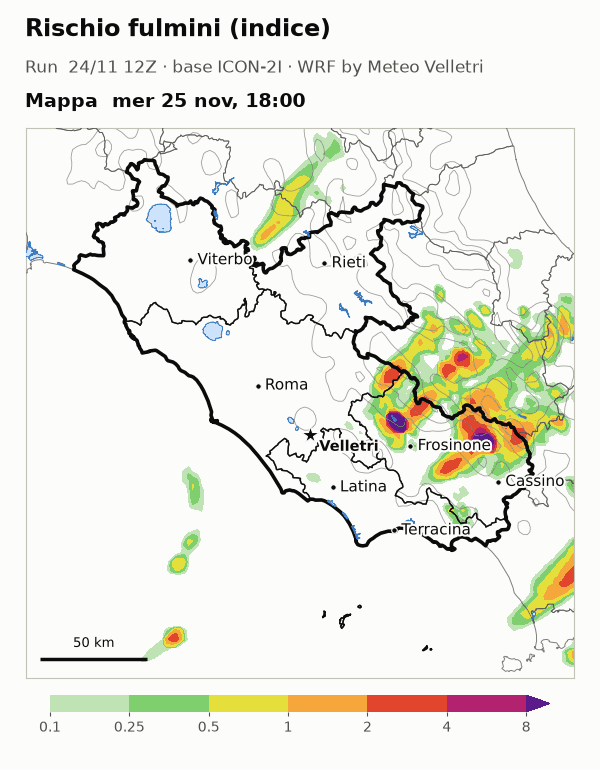 Rischio fulmini (indice)
Run  24/11 12Z · base ICON-2I · WRF by Meteo Velletri
Mappa  mer 25 nov, 18:00
Viterbo
Rieti
Roma
Velletri
Frosinone
Latina
Cassino
Terracina
50 km
0.1 0.25 0.5 1 2 4 8